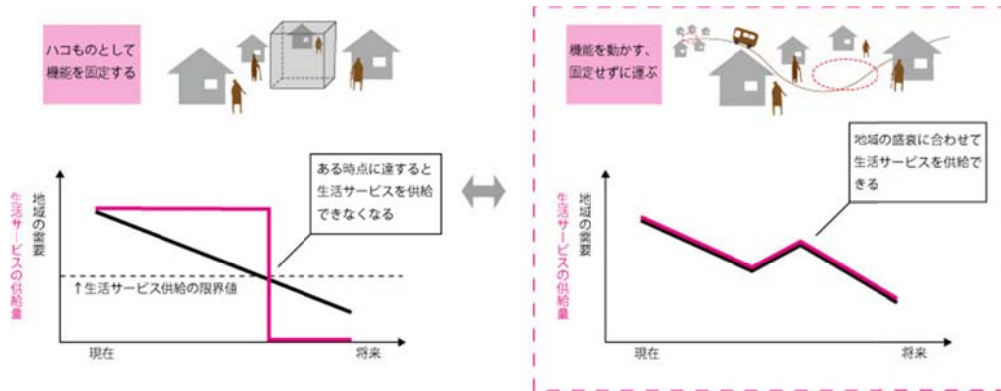 ハコものとして
機能を固定する
ある時点に達すると
生活サービスを供給
できなくなる
地域の需要
生活サービスの供給量
↑生活サービス供給の限界値
現在
将来
機能を動かす、
固定せずに運ぶ
地域の盛衰に合わせて
生活サービスを供給で
きる
地域の需要
生活サービスの供給量
現在
将来